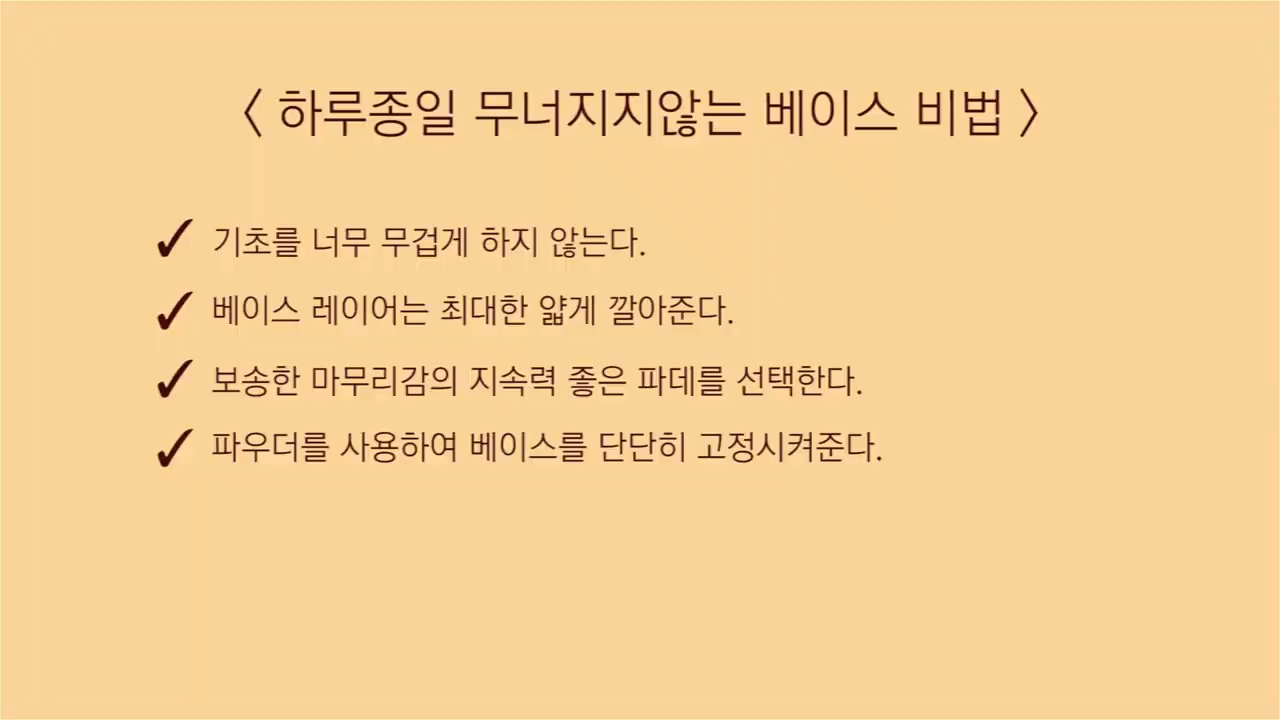 〈 하루종일 무너지지않는 베이스 비법 〉
✓ 기초를 너무 무겁게 하지 않는다.
✓ 베이스 레이어는 최대한 얇게 깔아준다.
✓ 보송한 마무리감의 지속력 좋은 파데를 선택한다.
✓ 파우더를 사용하여 베이스를 단단히 고정시켜준다.